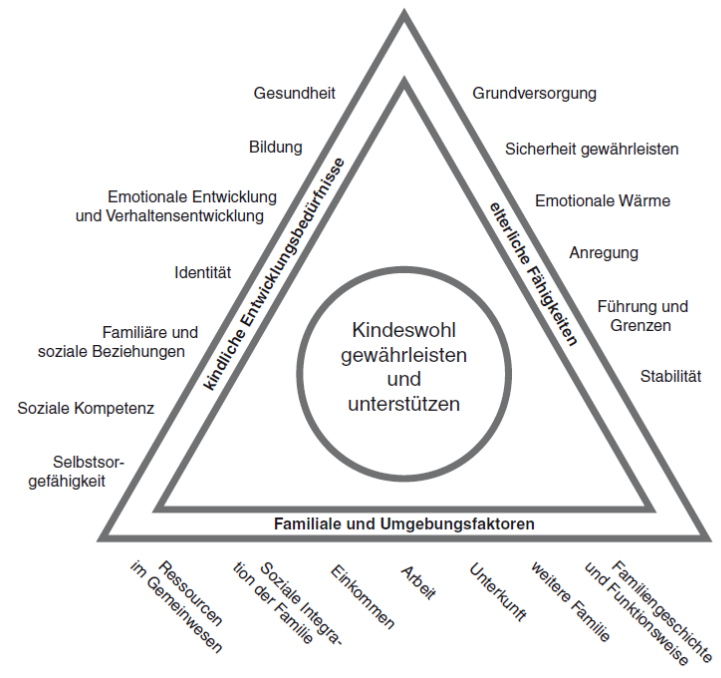 Gesundheit
Bildung
Emotionale Entwicklung
und Verhaltensentwicklung
Identität
Familiäre und
soziale Beziehungen
Soziale Kompetenz
Selbstsor-
gefähigkeit
kindliche Entwicklungsbedürfnisse
Grundversorgung
Sicherheit gewährleisten
Emotionale Wärme
Anregung
Führung und
Grenzen
Stabilität
elterliche Fähigkeiten
Kindeswohl
gewährleisten
und
unterstützen
Familiale und Umgebungsfaktoren
Ressourcen
im Gemeinwesen
Soziale Integra-
tion der Familie
Einkommen
Arbeit
Unterkunft
weitere Familie
Familiengeschichte
und Funktionsweise